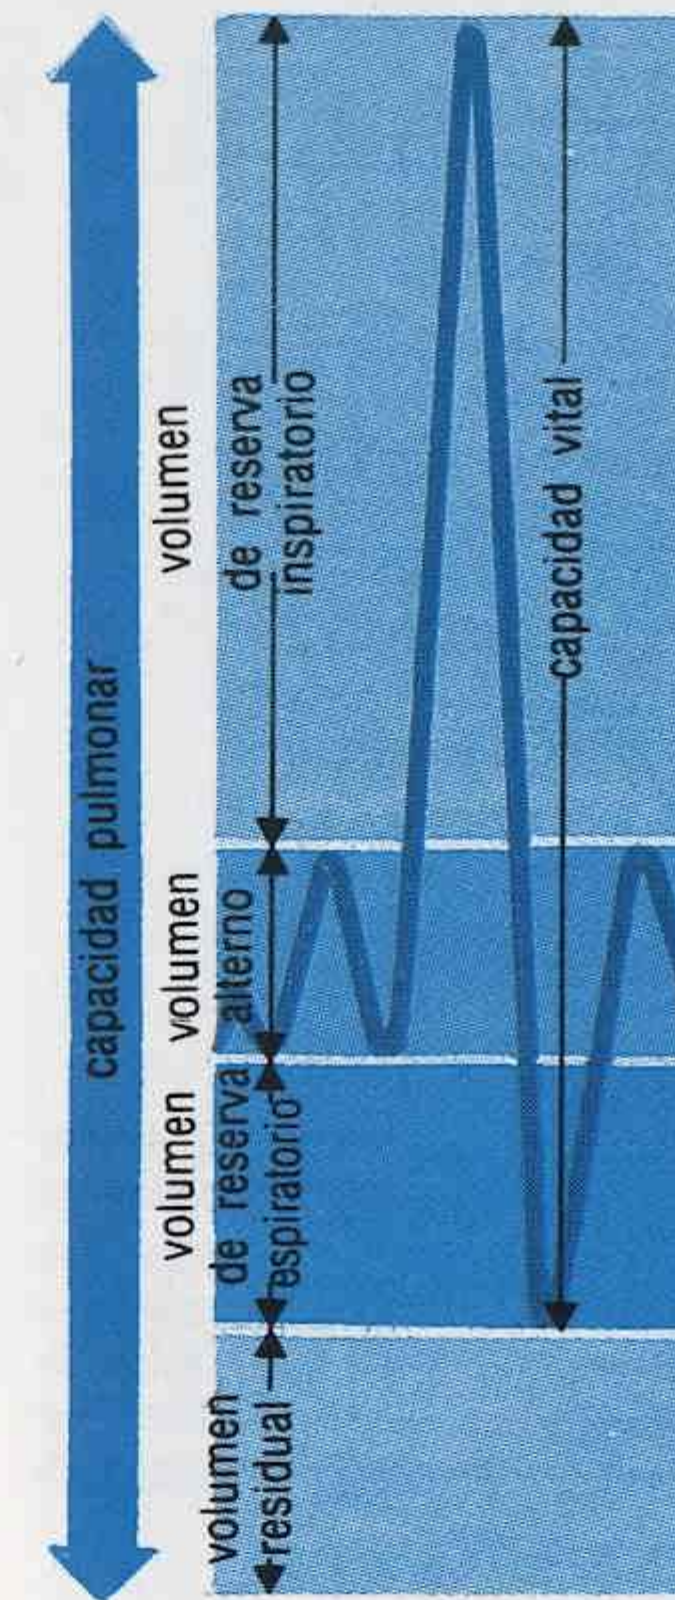 capacidad pulmonar
volumen
de reserva
inspiratorio
capacidad vital
volumen
alterno
volumen
de reserva
espiratorio
volumen
residual